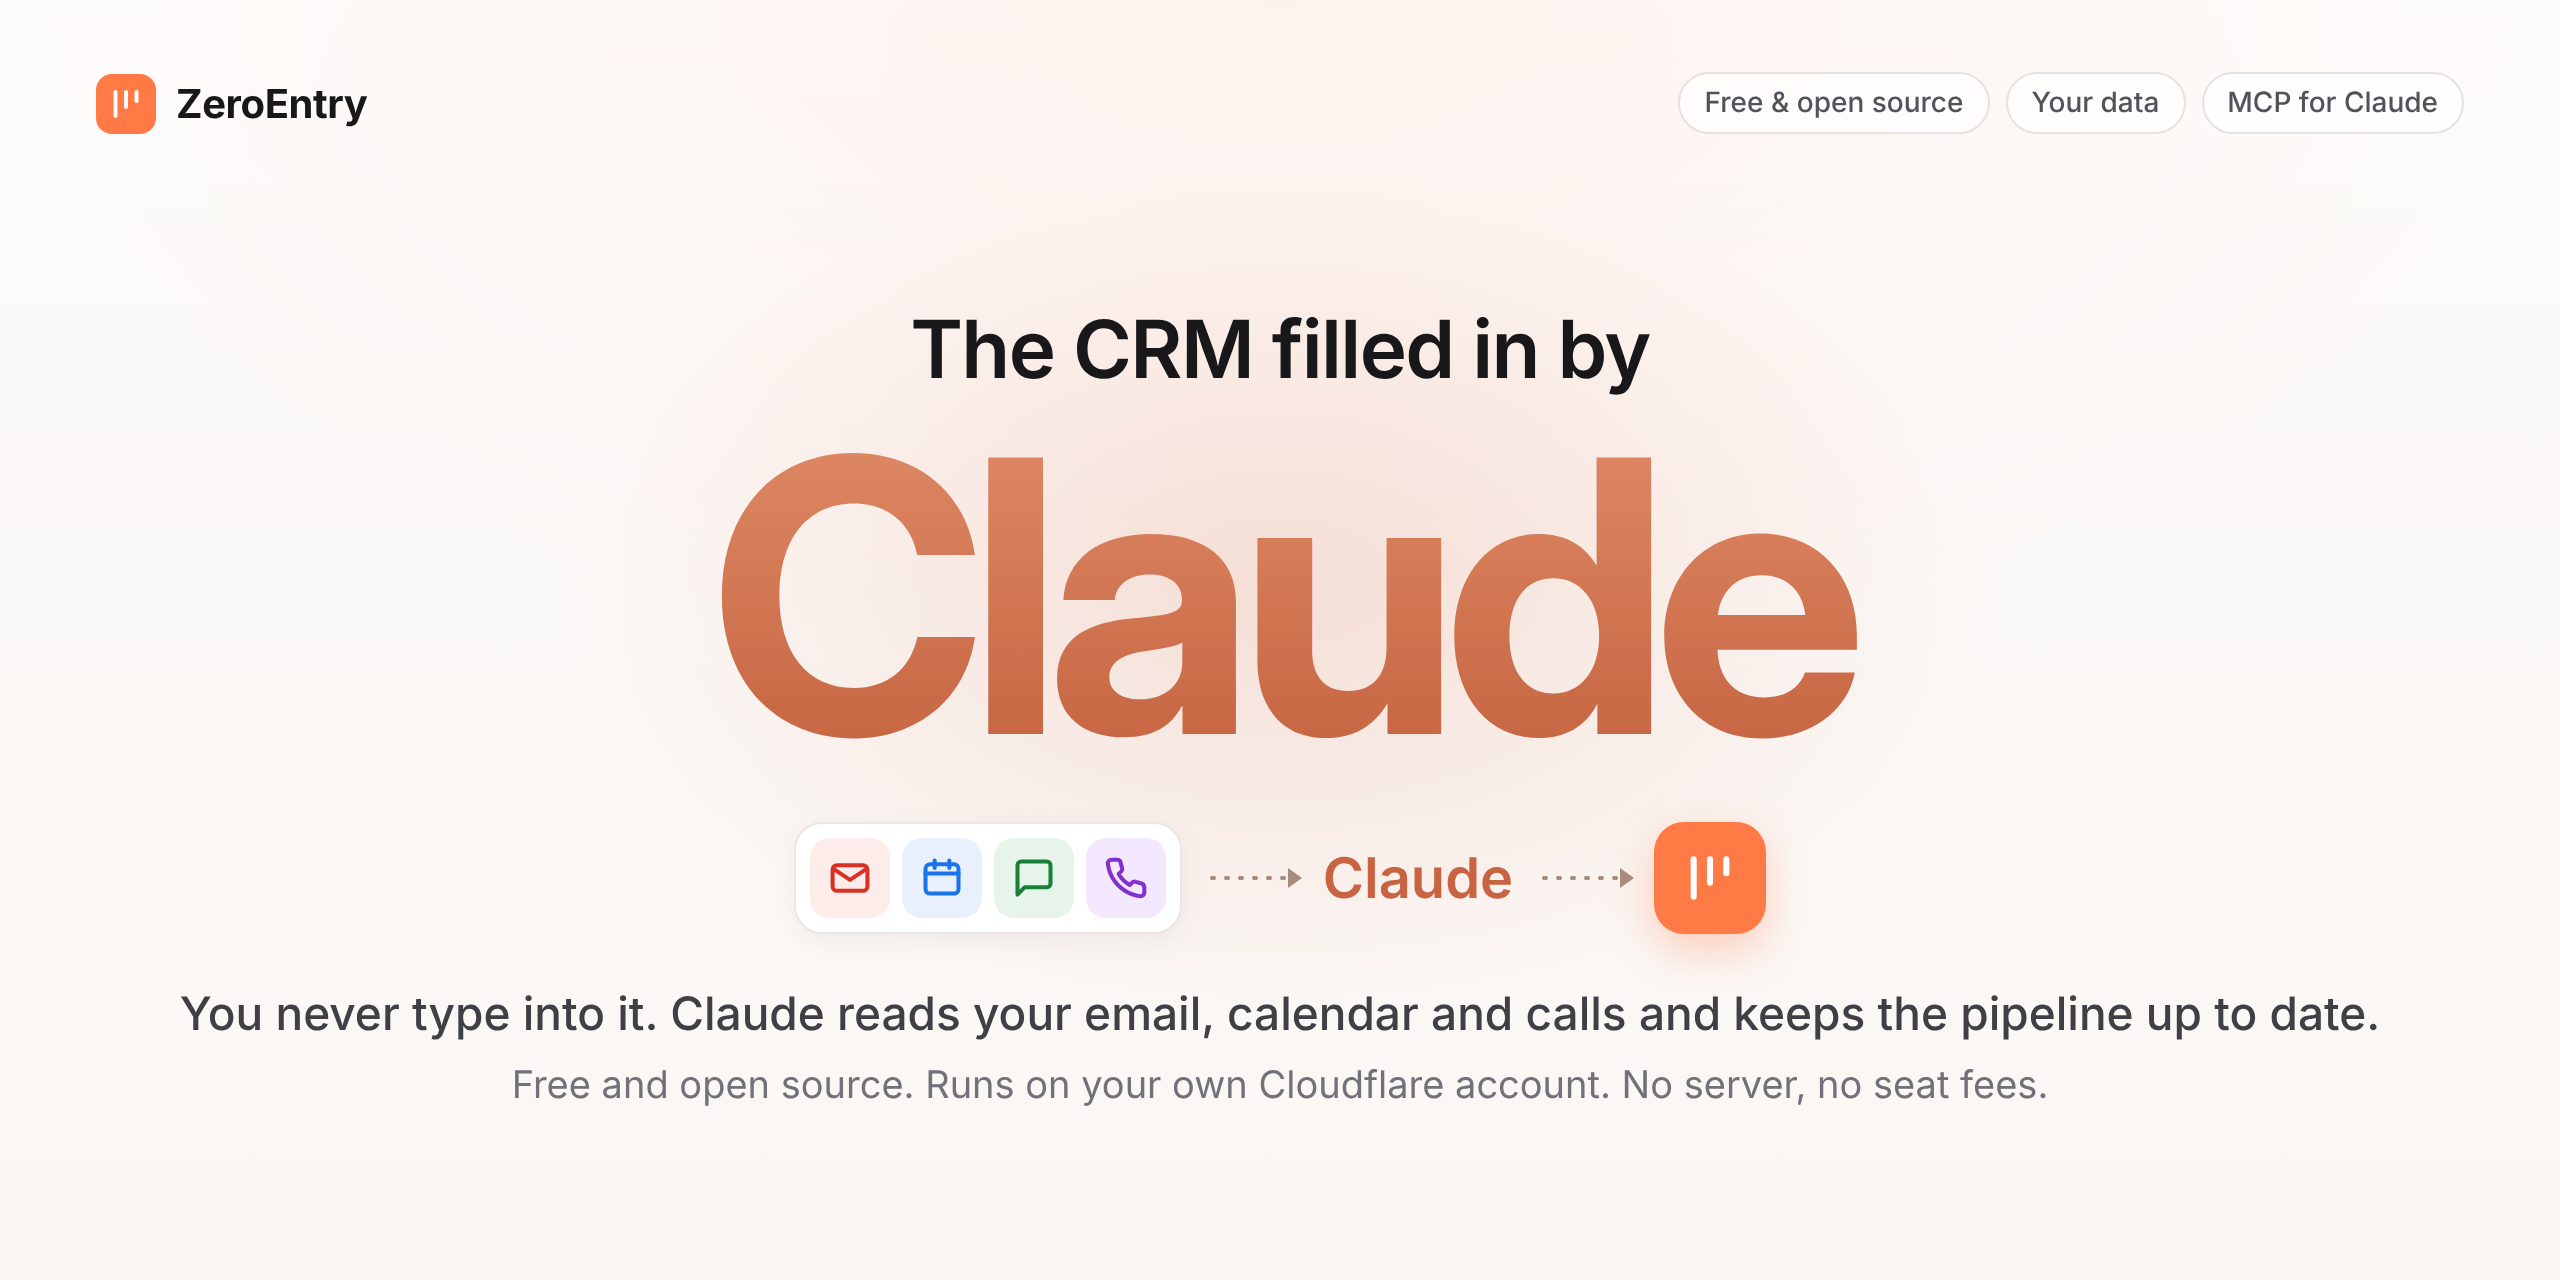 ZeroEntry
Free & open source
Your data
MCP for Claude
The CRM filled in by
Claude
Claude
You never type into it. Claude reads your email, calendar and calls and keeps the pipeline up to date.
Free and open source. Runs on your own Cloudflare account. No server, no seat fees.